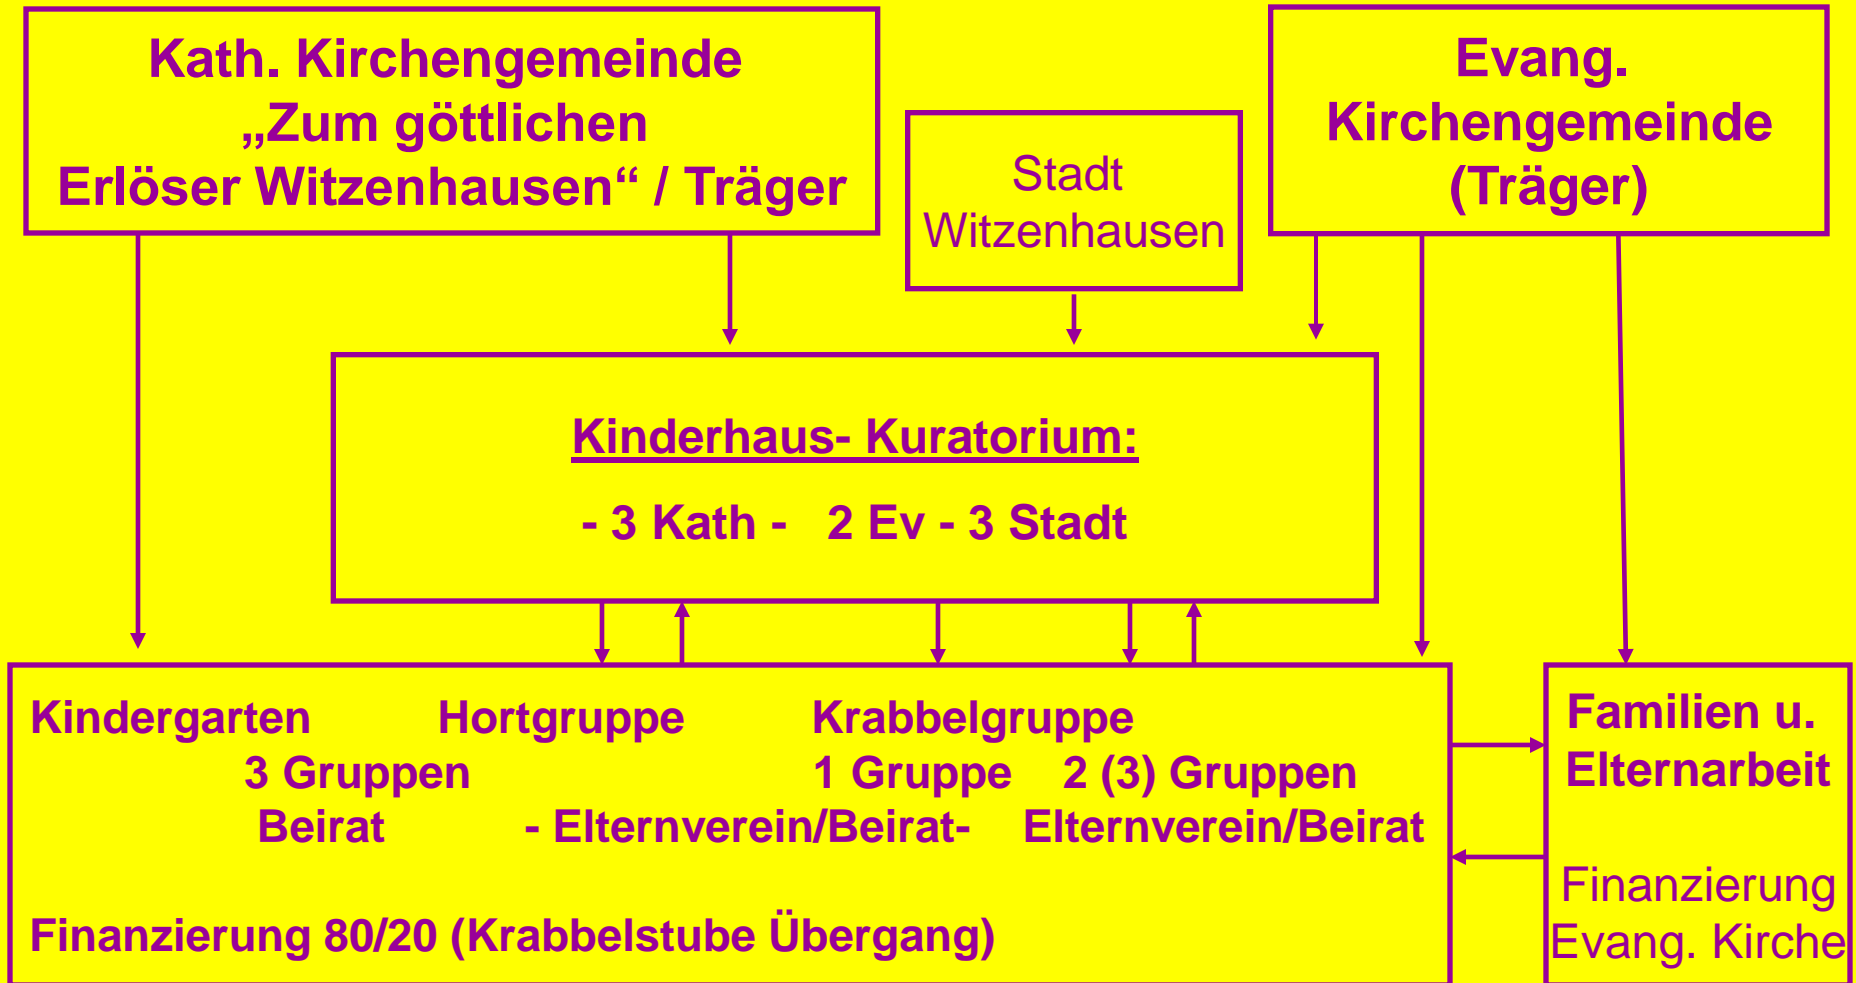 Kath. Kirchengemeinde
„Zum göttlichen
Erlöser Witzenhausen“ / Träger
Stadt
Witzenhausen
Evang.
Kirchengemeinde
(Träger)
Kinderhaus- Kuratorium:
- 3 Kath - 2 Ev - 3 Stadt
Kindergarten Hortgruppe Krabbelgruppe
3 Gruppen 1 Gruppe 2 (3) Gruppen
Beirat - Elternverein/Beirat- Elternverein/Beirat
Finanzierung 80/20 (Krabbelstube Übergang)
Familien u.
Elternarbeit
Finanzierung
Evang. Kirche